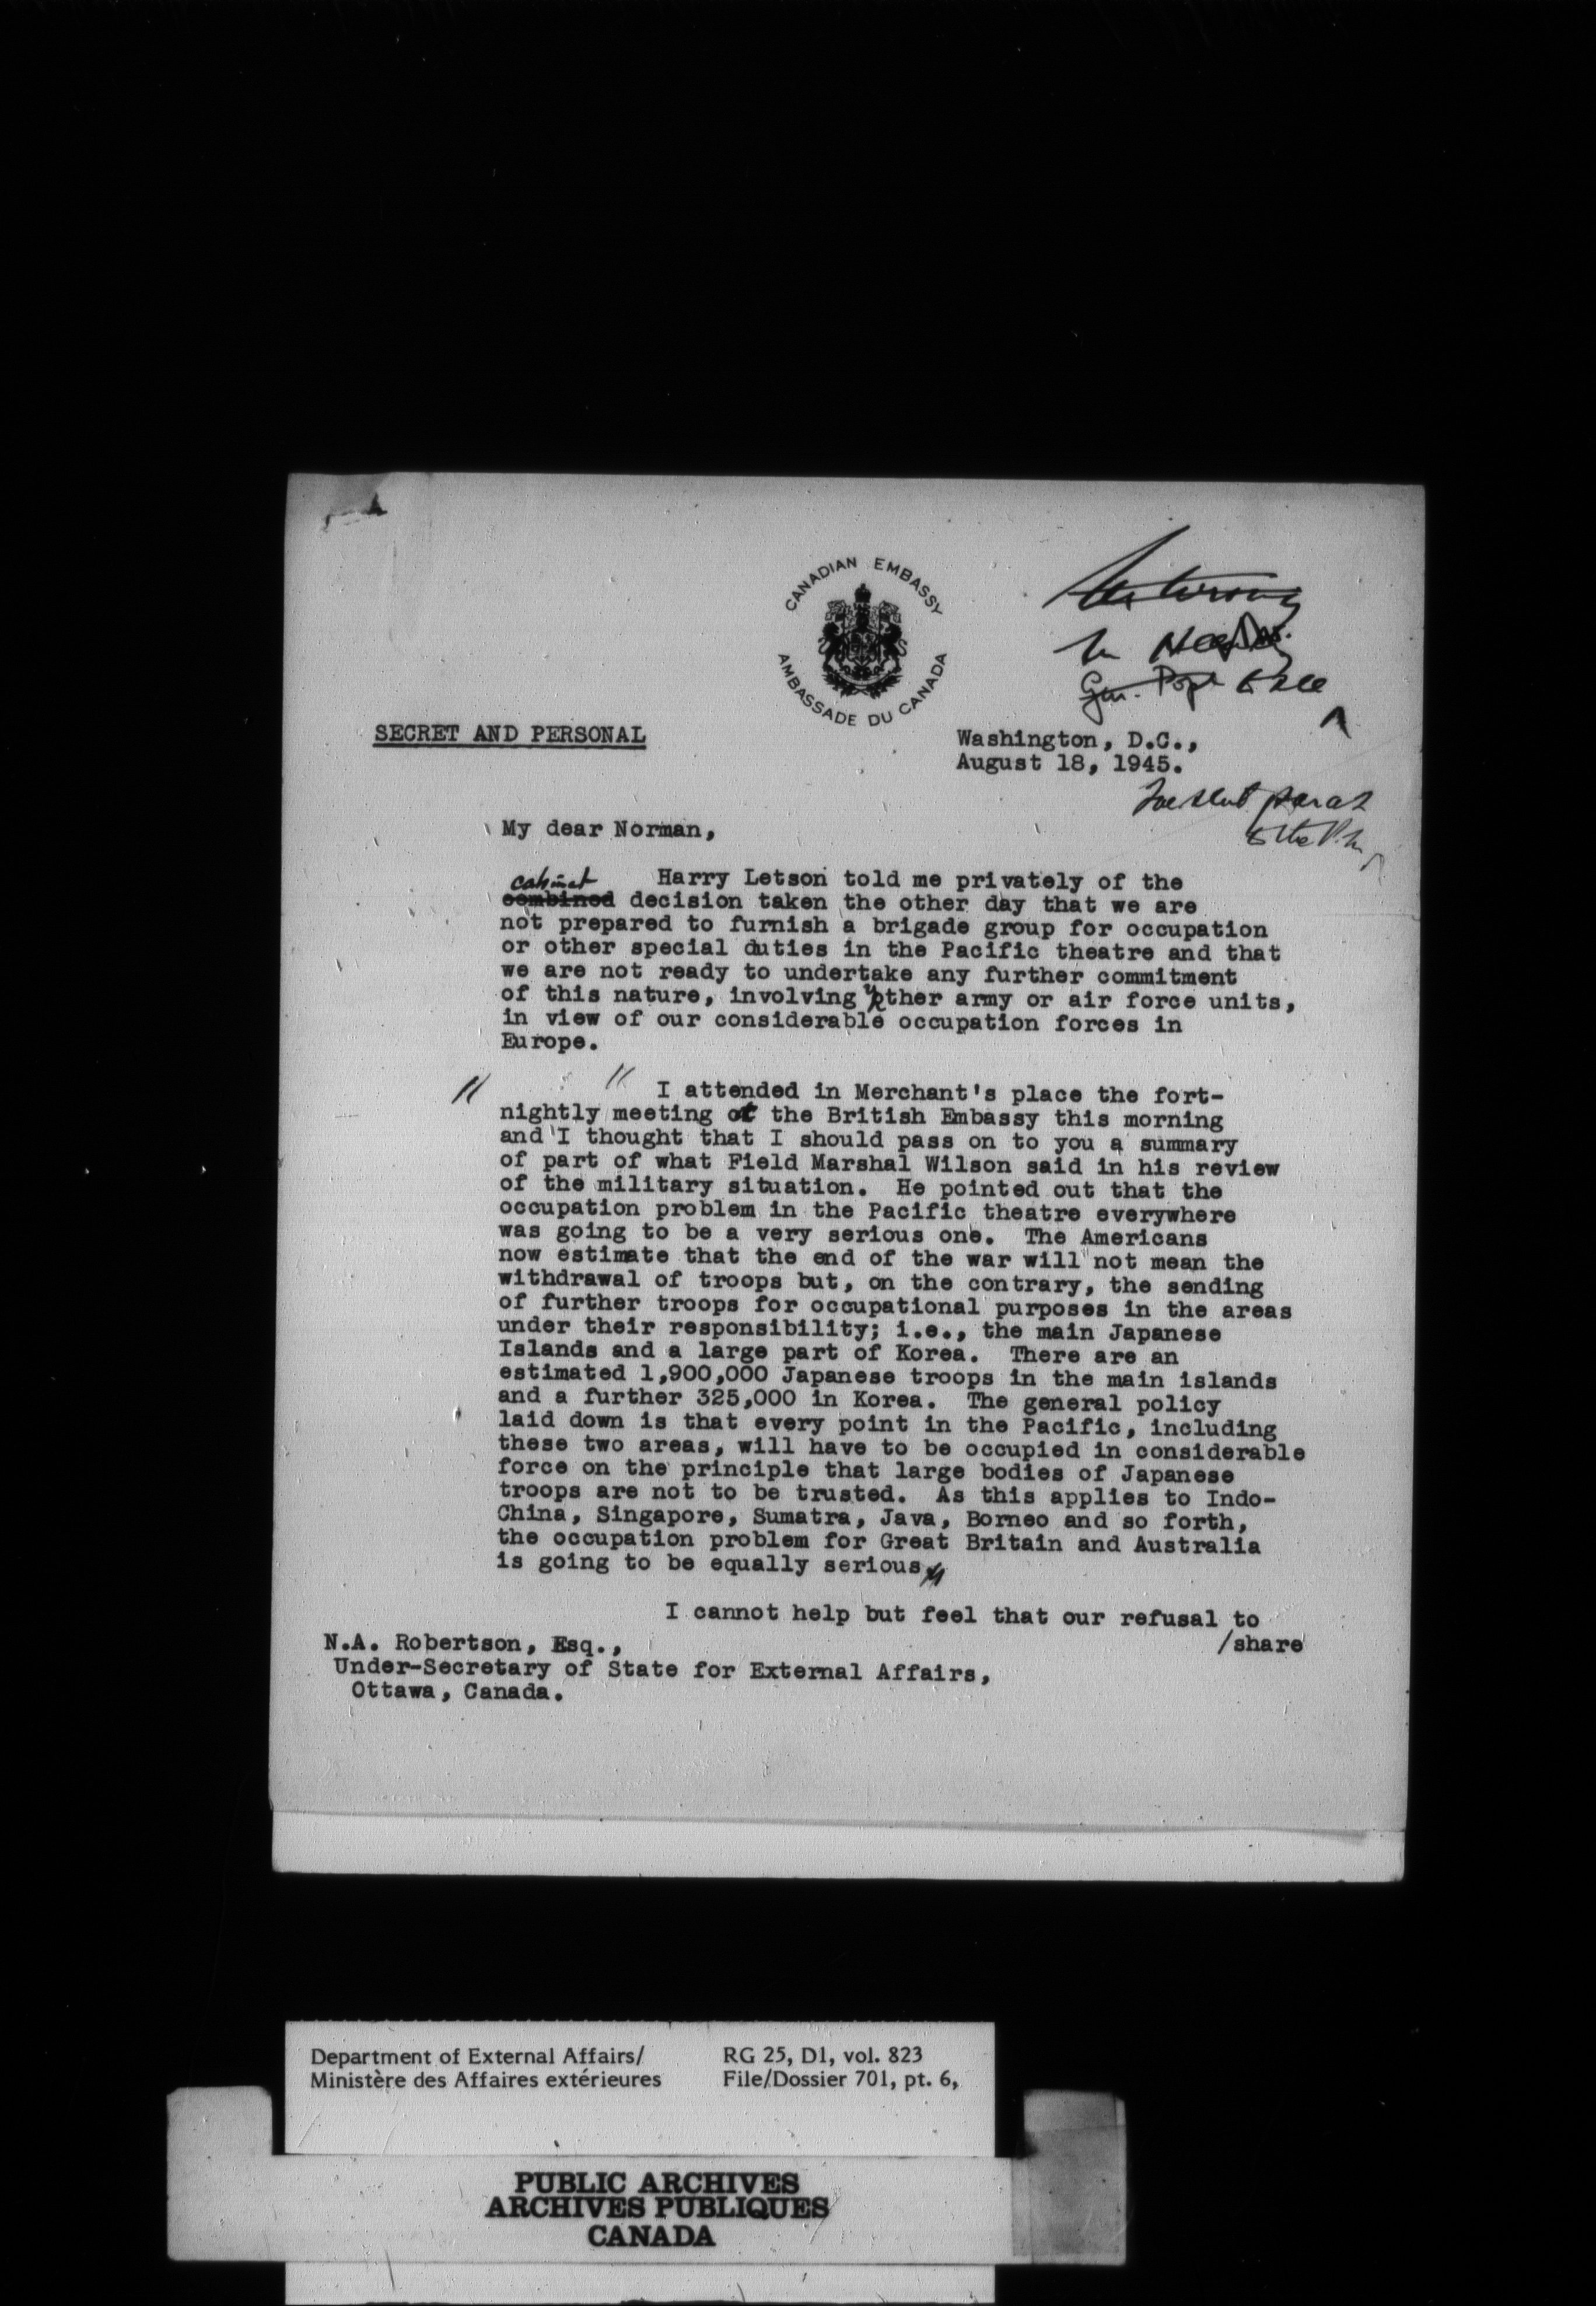 CANADIAN EMBASSY
AMBASSADE DU CANADA
Gen. Pope to see
SECRET AND PERSONAL
Washington, D.C.,
August 18, 1945.
para 2
to the P.M.
My dear Norman,
Harry Letson told me privately of the
cabinet
combined decision taken the other day that we are
not prepared to furnish a brigade group for occupation
or other special duties in the Pacific theatre and that
we are not ready to undertake any further commitment
of this nature, involving other army or air force units,
in view of our considerable occupation forces in
Europe.
" " I attended in Merchant's place the fort-
nightly meeting at the British Embassy this morning
and I thought that I should pass on to you a summary
of part of what Field Marshal Wilson said in his review
of the military situation. He pointed out that the
occupation problem in the Pacific theatre everywhere
was going to be a very serious one. The Americans
now estimate that the end of the war will not mean the
withdrawal of troops but, on the contrary, the sending
of further troops for occupational purposes in the areas
under their responsibility; i.e., the main Japanese
Islands and a large part of Korea. There are an
estimated 1,900,000 Japanese troops in the main islands
and a further 325,000 in Korea. The general policy
laid down is that every point in the Pacific, including
these two areas, will have to be occupied in considerable
force on the principle that large bodies of Japanese
troops are not to be trusted. As this applies to Indo-
China, Singapore, Sumatra, Java, Borneo and so forth,
the occupation problem for Great Britain and Australia
is going to be equally serious."
I cannot help but feel that our refusal to
/share
N.A. Robertson, Esq.,
Under-Secretary of State for External Affairs,
Ottawa, Canada.
Department of External Affairs/
Ministère des Affaires extérieures
RG 25, D1, vol. 823
File/Dossier 701, pt. 6,
PUBLIC ARCHIVES
ARCHIVES PUBLIQUES
CANADA